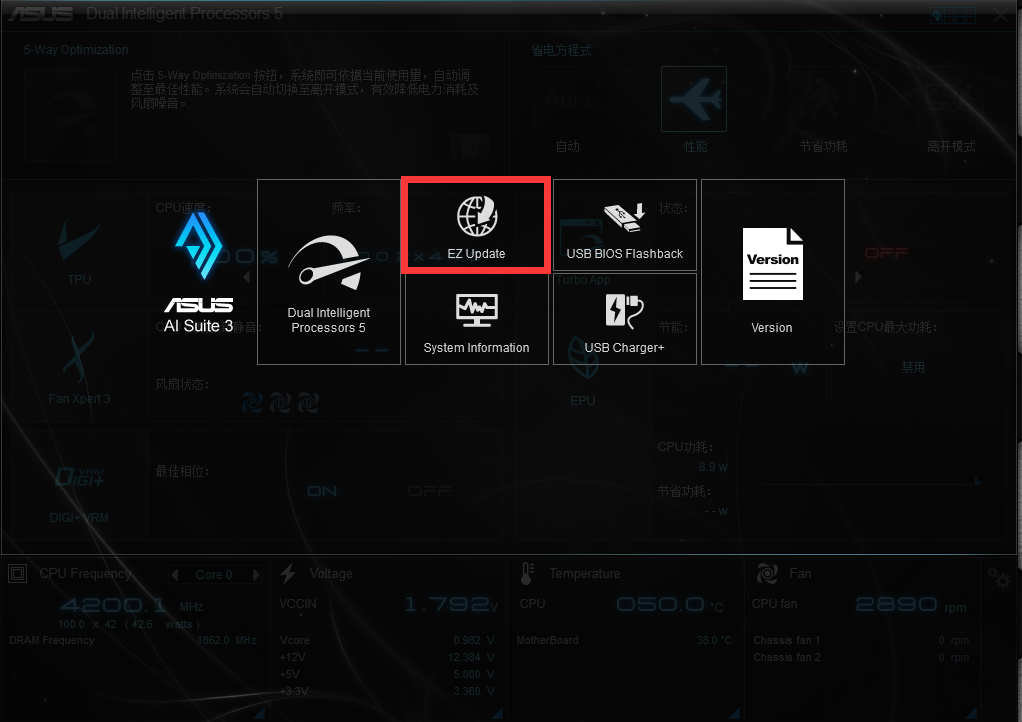 ASUS Dual Intelligent Processors 5
5-Way Optimization
点击 5-Way Optimization 按钮，系统即可依据当前使用量，自动调
整至最佳性能。系统会自动切换至离开模式，有效降低电力消耗及
风扇噪音。
省电方程式
Auto
自动
性能
节省功耗
离开模式
ASUS
AI Suite 3
Dual Intelligent
Processors 5
EZ Update
USB BIOS Flashback
System Information
USB Charger+
Version
Version
CPU速度:
频率:
状态:
OFF
TPU
Turbo App
静音:
节能:
设置CPU最大功耗:
-- W
禁用
Fan Xpert 3
风扇状态:
EPU
DIGI+ VRM
DIGI+ VRM
最佳相位:
ON
OFF
CPU功耗:
8.9 w
节省功耗:
-- w
CPU Frequency
Core 0
4200.1 MHz
100.0 x 42 ( 42.6 watts )
DRAM Frequency 1862.0 MHz
Voltage
VCCIN 1.792 V
Vcore 0.982 V
+12V 12.384 V
+5V 5.000 V
+3.3V 3.360 V
Temperature
CPU 050.0 °C
MotherBoard 38.0 °C
Fan
CPU fan 2890 rpm
Chassis fan 1 0 rpm
Chassis fan 2 0 rpm